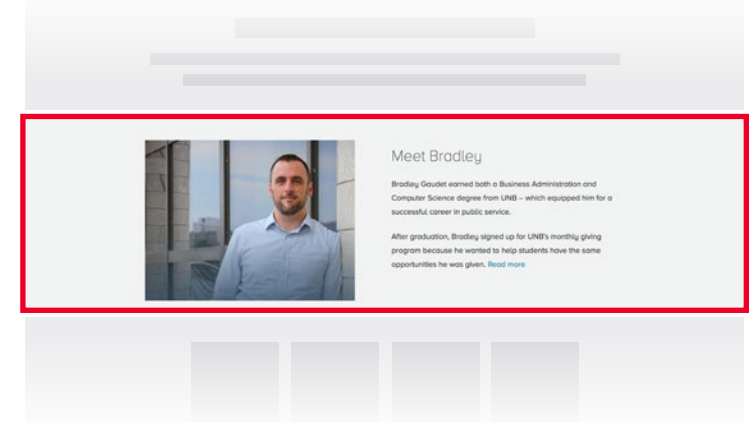 Meet Bradley
Bradley Gaudet earned both a Business Administration and
Computer Science degree from UNB – which equipped him for a
successful career in public service.
After graduation, Bradley signed up for UNB's monthly giving
program because he wanted to help students have the same
opportunities he was given. Read more